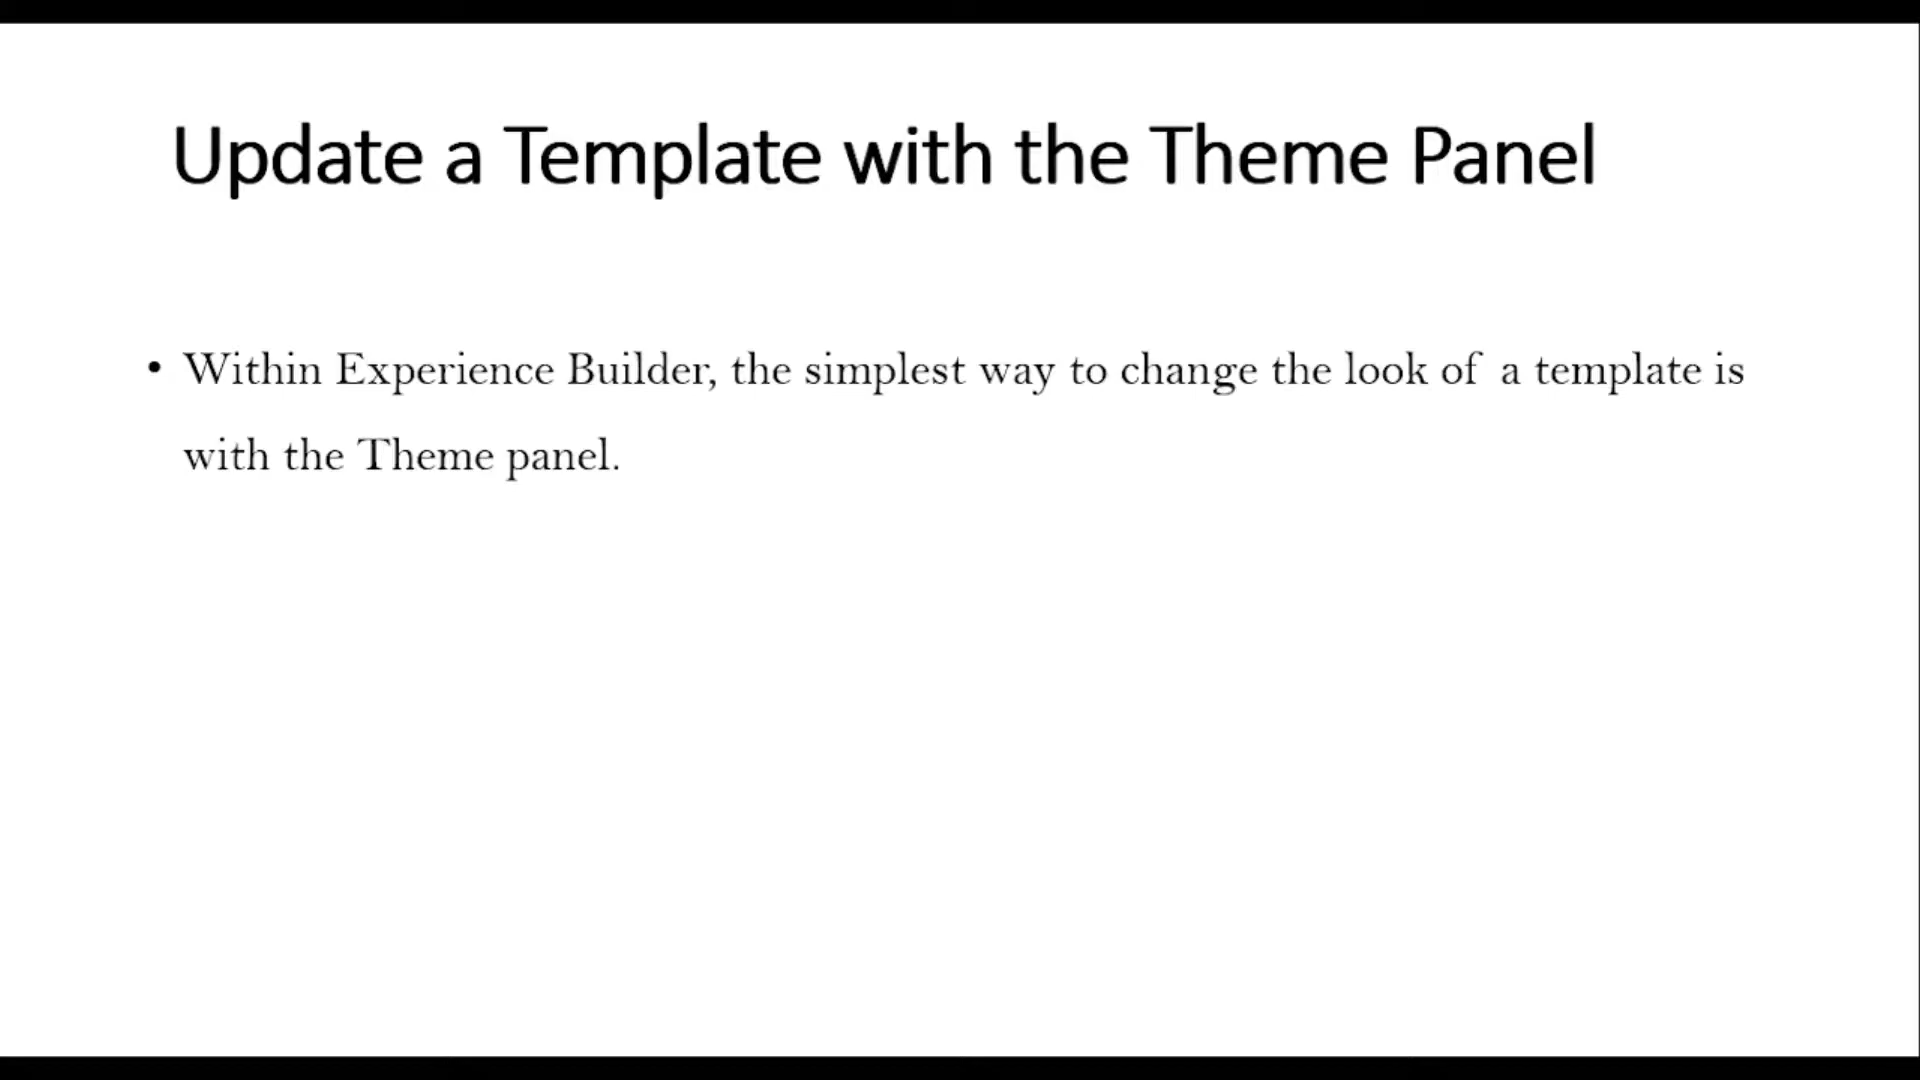 Update a Template with the Theme Panel
• Within Experience Builder, the simplest way to change the look of a template is
with the Theme panel.